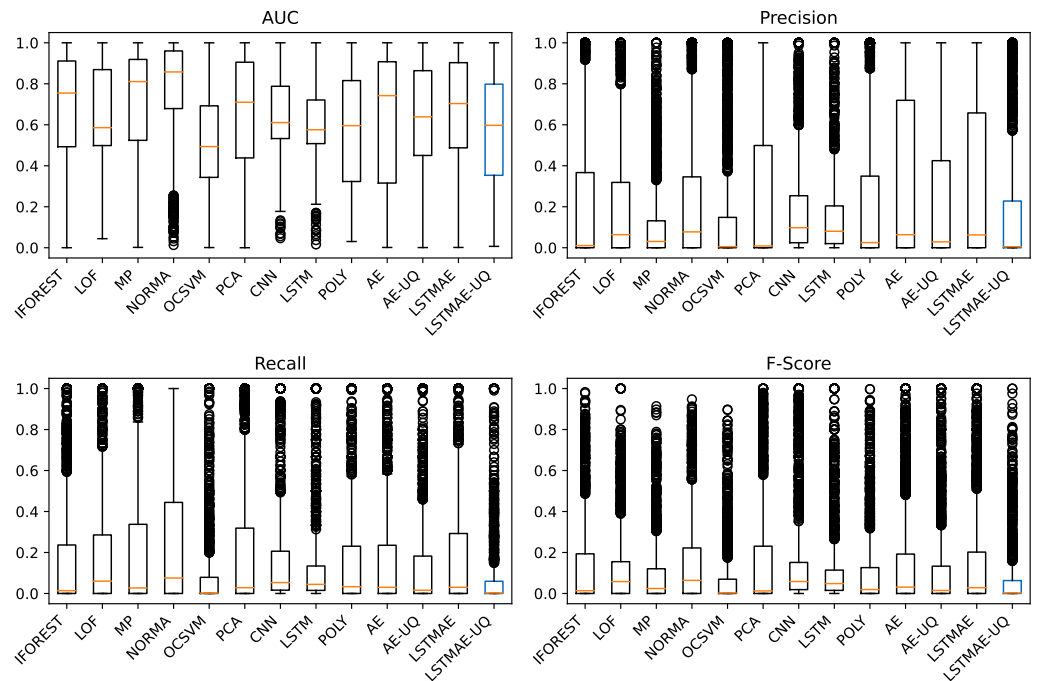 AUC
1.0
0.8
0.6
0.4
0.2
0.0
IFOREST
LOF
MP
NORMA
OCSVM
PCA
CNN
LSTM
POLY
AE
AE-UQ
LSTMAE
LSTMAE-UQ
Precision
1.0
0.8
0.6
0.4
0.2
0.0
IFOREST
LOF
MP
NORMA
OCSVM
PCA
CNN
LSTM
POLY
AE
AE-UQ
LSTMAE
LSTMAE-UQ
Recall
1.0
0.8
0.6
0.4
0.2
0.0
IFOREST
LOF
MP
NORMA
OCSVM
PCA
CNN
LSTM
POLY
AE
AE-UQ
LSTMAE
LSTMAE-UQ
F-Score
1.0
0.8
0.6
0.4
0.2
0.0
IFOREST
LOF
MP
NORMA
OCSVM
PCA
CNN
LSTM
POLY
AE
AE-UQ
LSTMAE
LSTMAE-UQ